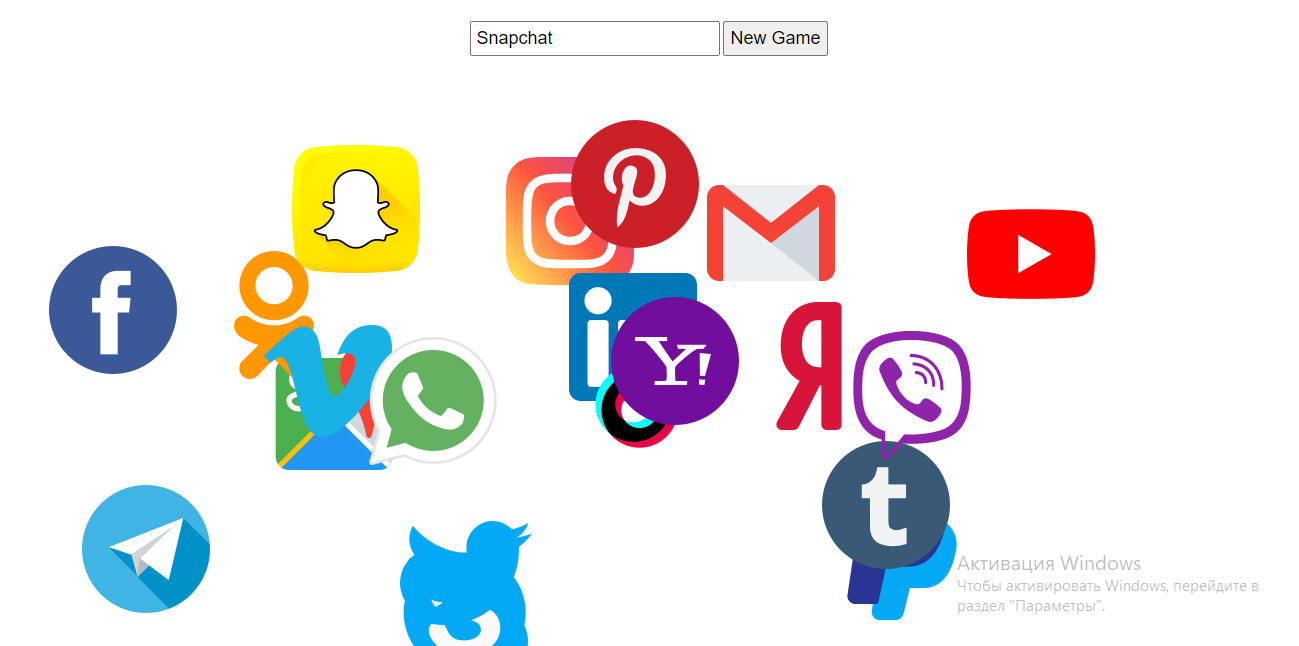 Snapchat New Game
Y!
Я
t
Активация Windows
Чтобы активировать Windows, перейдите в
раздел "Параметры".